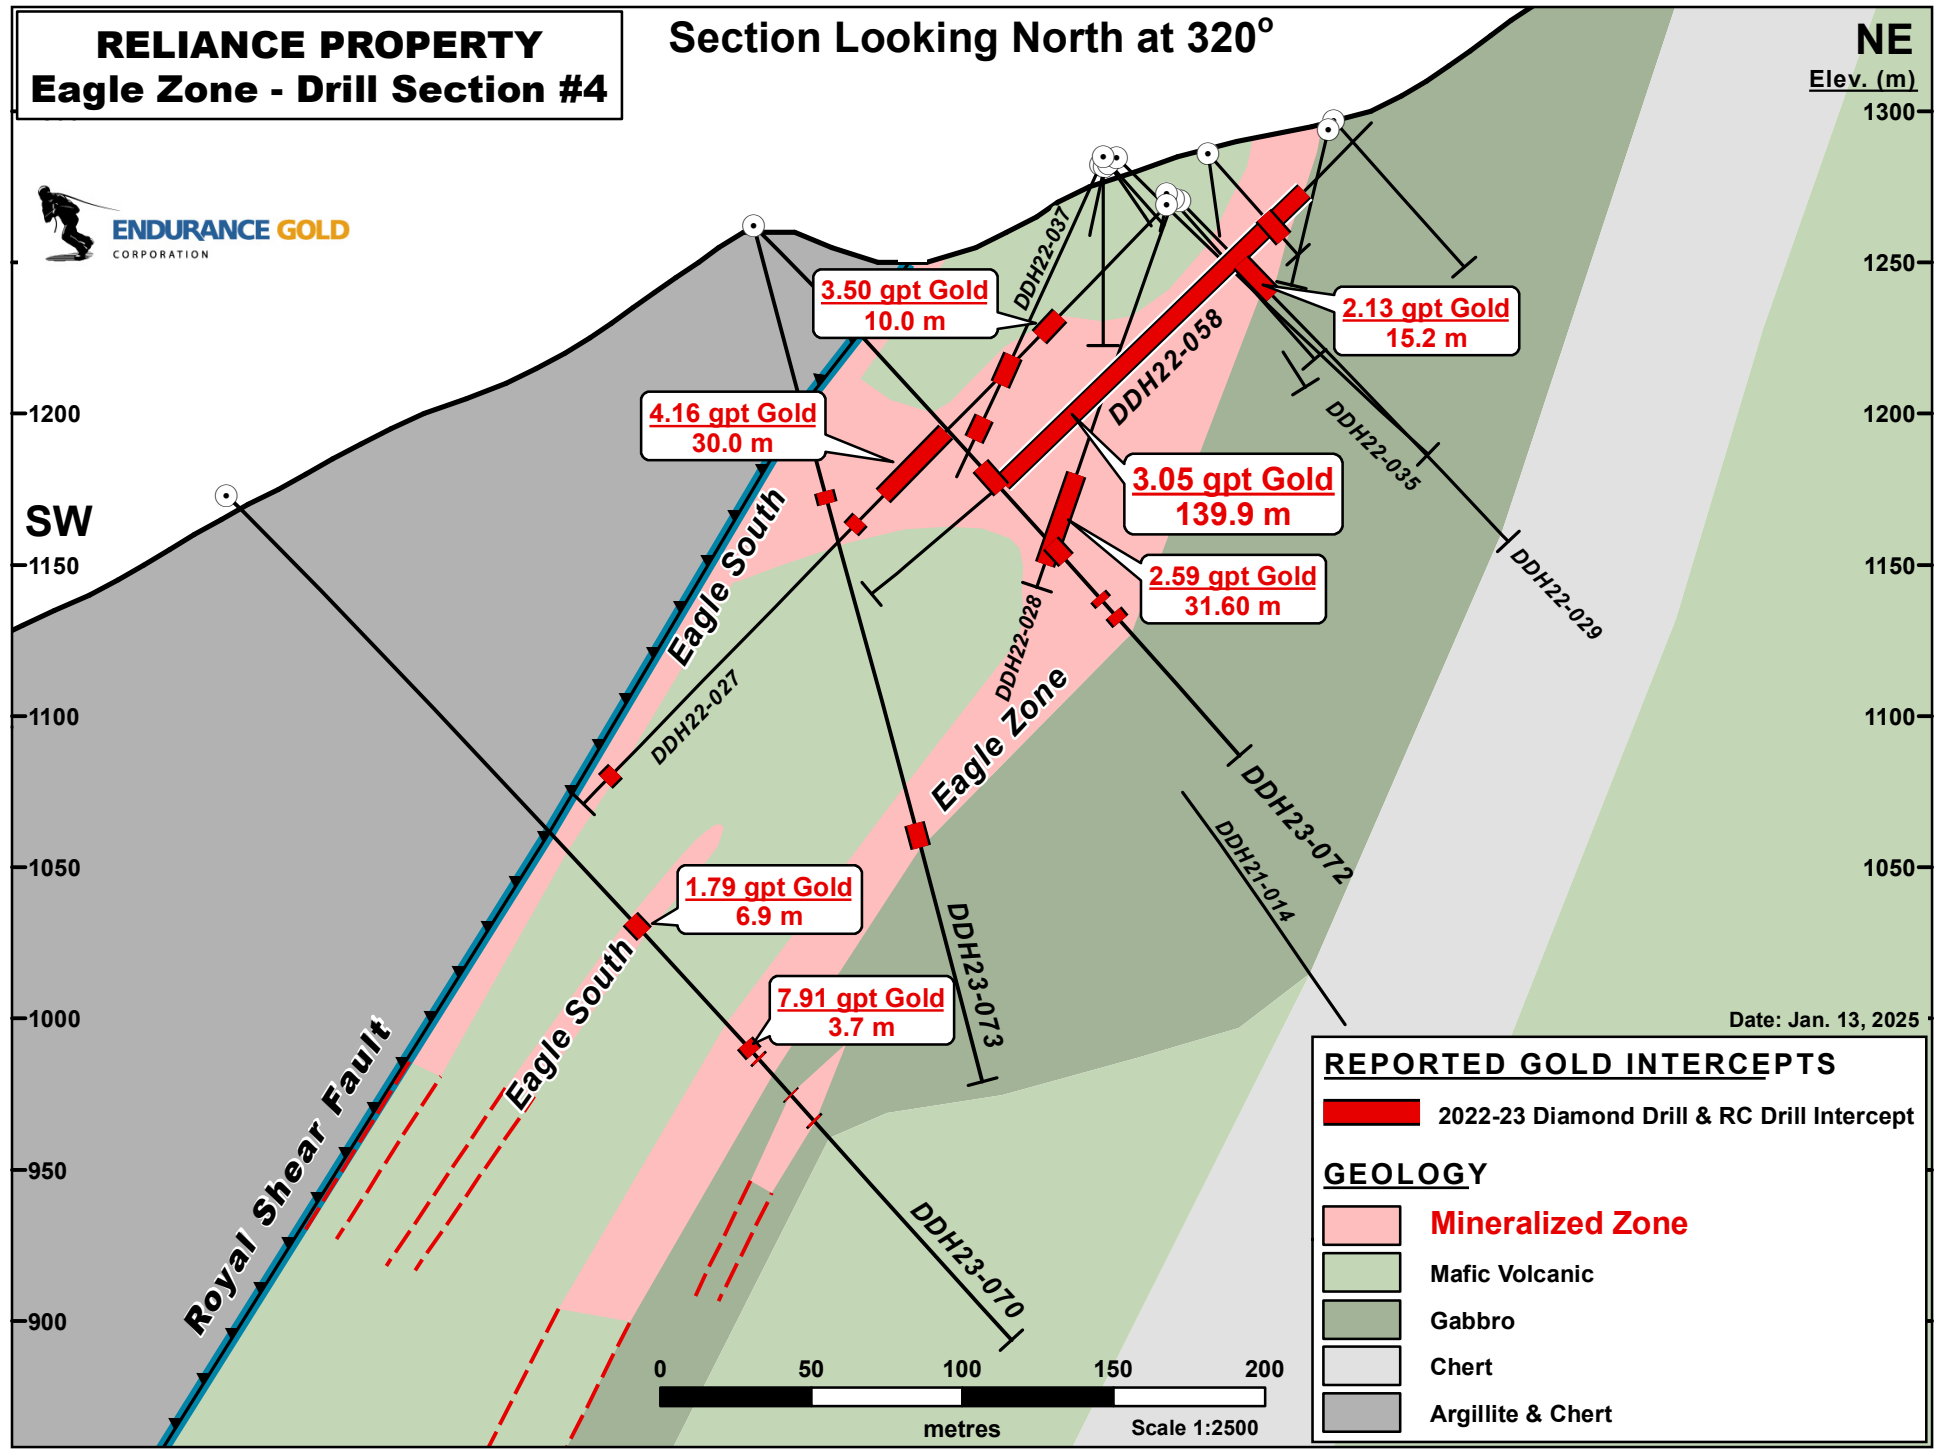 RELIANCE PROPERTY
Eagle Zone - Drill Section #4
Section Looking North at 320°
NE
Elev. (m)
1300
1250
1200
1150
1100
1050
ENDURANCE GOLD
CORPORATION
SW
1200
1150
1100
1050
1000
950
900
3.50 gpt Gold
10.0 m
4.16 gpt Gold
30.0 m
2.13 gpt Gold
15.2 m
3.05 gpt Gold
139.9 m
2.59 gpt Gold
31.60 m
1.79 gpt Gold
6.9 m
7.91 gpt Gold
3.7 m
DDH22-037
DDH22-058
DDH22-035
DDH22-029
DDH22-028
DDH22-027
DDH23-072
DDH21-014
DDH23-073
DDH23-070
Eagle South
Eagle Zone
Eagle South
Royal Shear Fault
Date: Jan. 13, 2025
REPORTED GOLD INTERCEPTS
2022-23 Diamond Drill & RC Drill Intercept
GEOLOGY
Mineralized Zone
Mafic Volcanic
Gabbro
Chert
Argillite & Chert
0 50 100 150 200
metres
Scale 1:2500